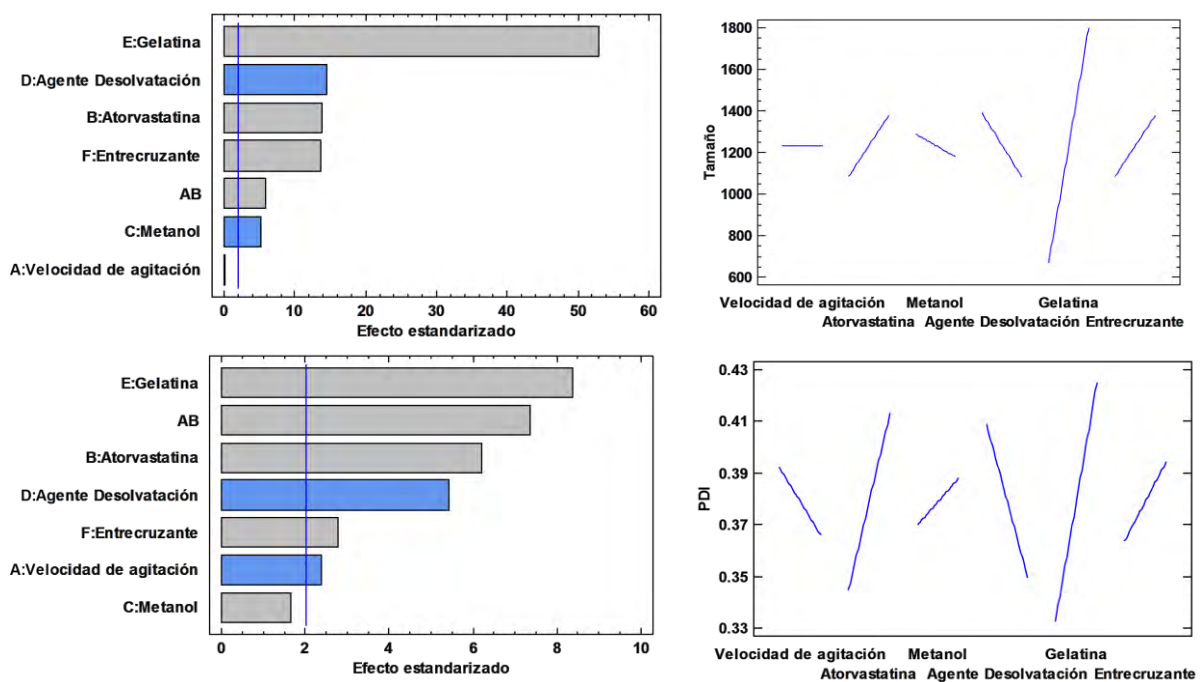 E:Gelatina
D:Agente Desolvatación
B:Atorvastatina
F:Entrecruzante
AB
C:Metanol
A:Velocidad de agitación
0 10 20 30 40 50 60
Efecto estandarizado
Tamaño
1800
1600
1400
1200
1000
800
600
Velocidad de agitación Metanol Gelatina
Atorvastatina Agente Desolvatación Entrecruzante
E:Gelatina
AB
B:Atorvastatina
D:Agente Desolvatación
F:Entrecruzante
A:Velocidad de agitación
C:Metanol
0 2 4 6 8 10
Efecto estandarizado
PDI
0.43
0.41
0.39
0.37
0.35
0.33
Velocidad de agitación Metanol Gelatina
Atorvastatina Agente Desolvatación Entrecruzante